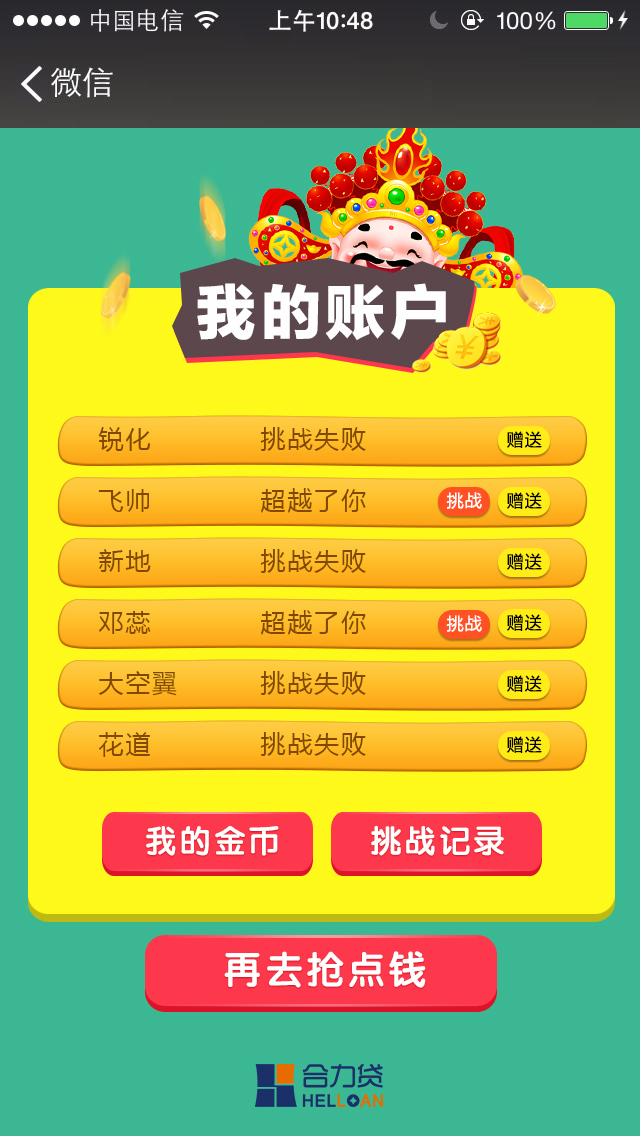 中国电信 上午10:48 100%
微信
我的账户
锐化 挑战失败 赠送
飞帅 超越了你 挑战 赠送
新地 挑战失败 赠送
邓蕊 超越了你 挑战 赠送
大空翼 挑战失败 赠送
花道 挑战失败 赠送
我的金币 挑战记录
再去抢点钱
合力贷
HELLOAN